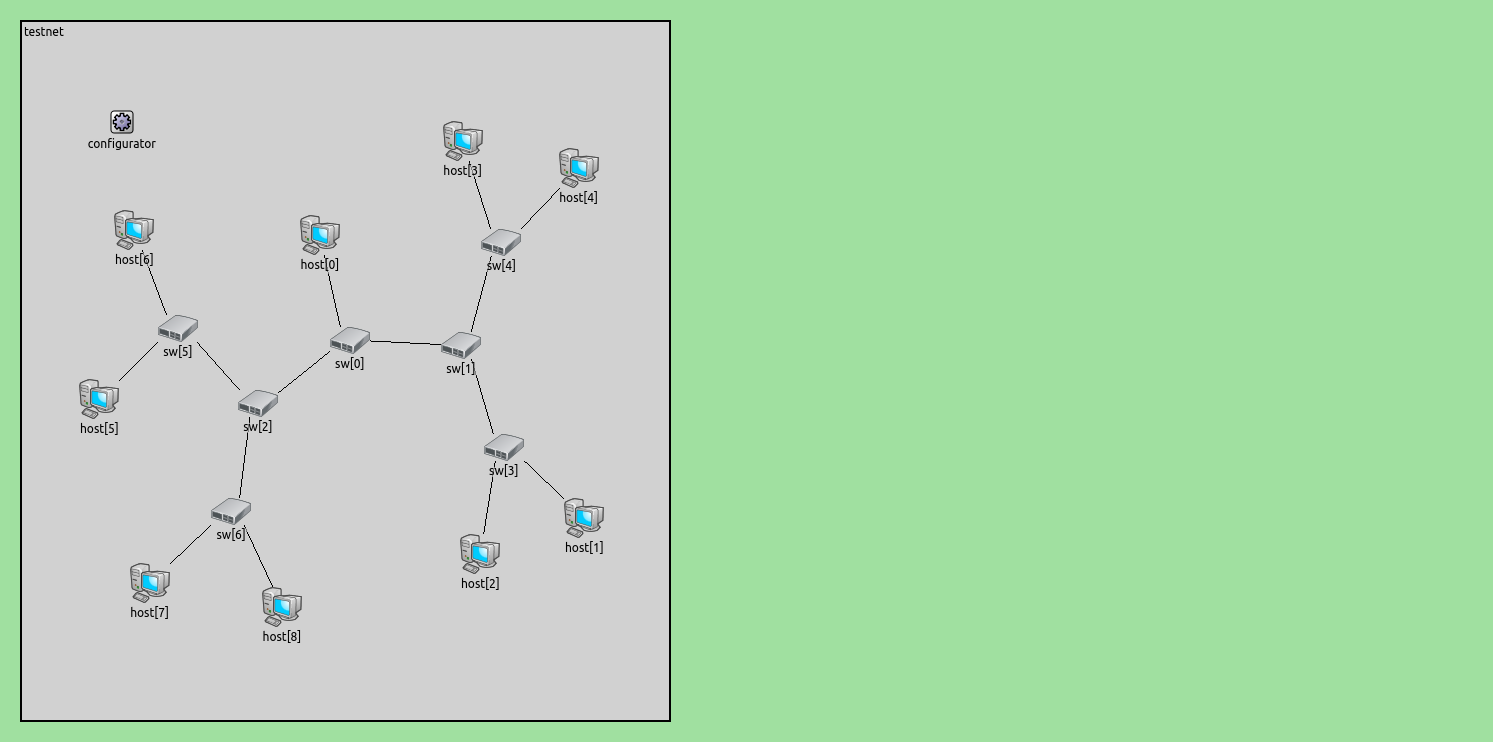 testnet
configurator
host[3]
host[4]
host[6]
host[0]
sw[4]
sw[5]
sw[0]
sw[1]
host[5]
sw[2]
sw[3]
sw[6]
host[1]
host[2]
host[7]
host[8]